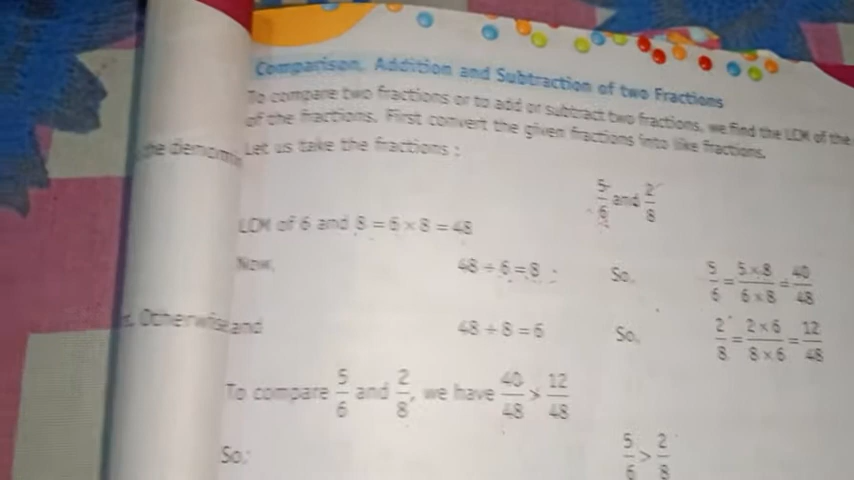 Comparison, Addition and Subtraction of two Fractions
To compare two fractions or to add or subtract two fractions, we find the LCM of the
of the fractions. First convert the given fractions into like fractions.
Let us take the fractions :
5/6 and 2/8
LCM of 6 and 8 = 6 × 8 = 48
Now, 48 ÷ 6 = 8 : So, 5/6 = 5 × 8/6 × 8 = 40/48
Otherwise
and 48 ÷ 8 = 6 So, 2/8 = 2 × 6/8 × 6 = 12/48
To compare 5/6 and 2/8, we have 40/48 > 12/48
So: 5/6 > 2/8